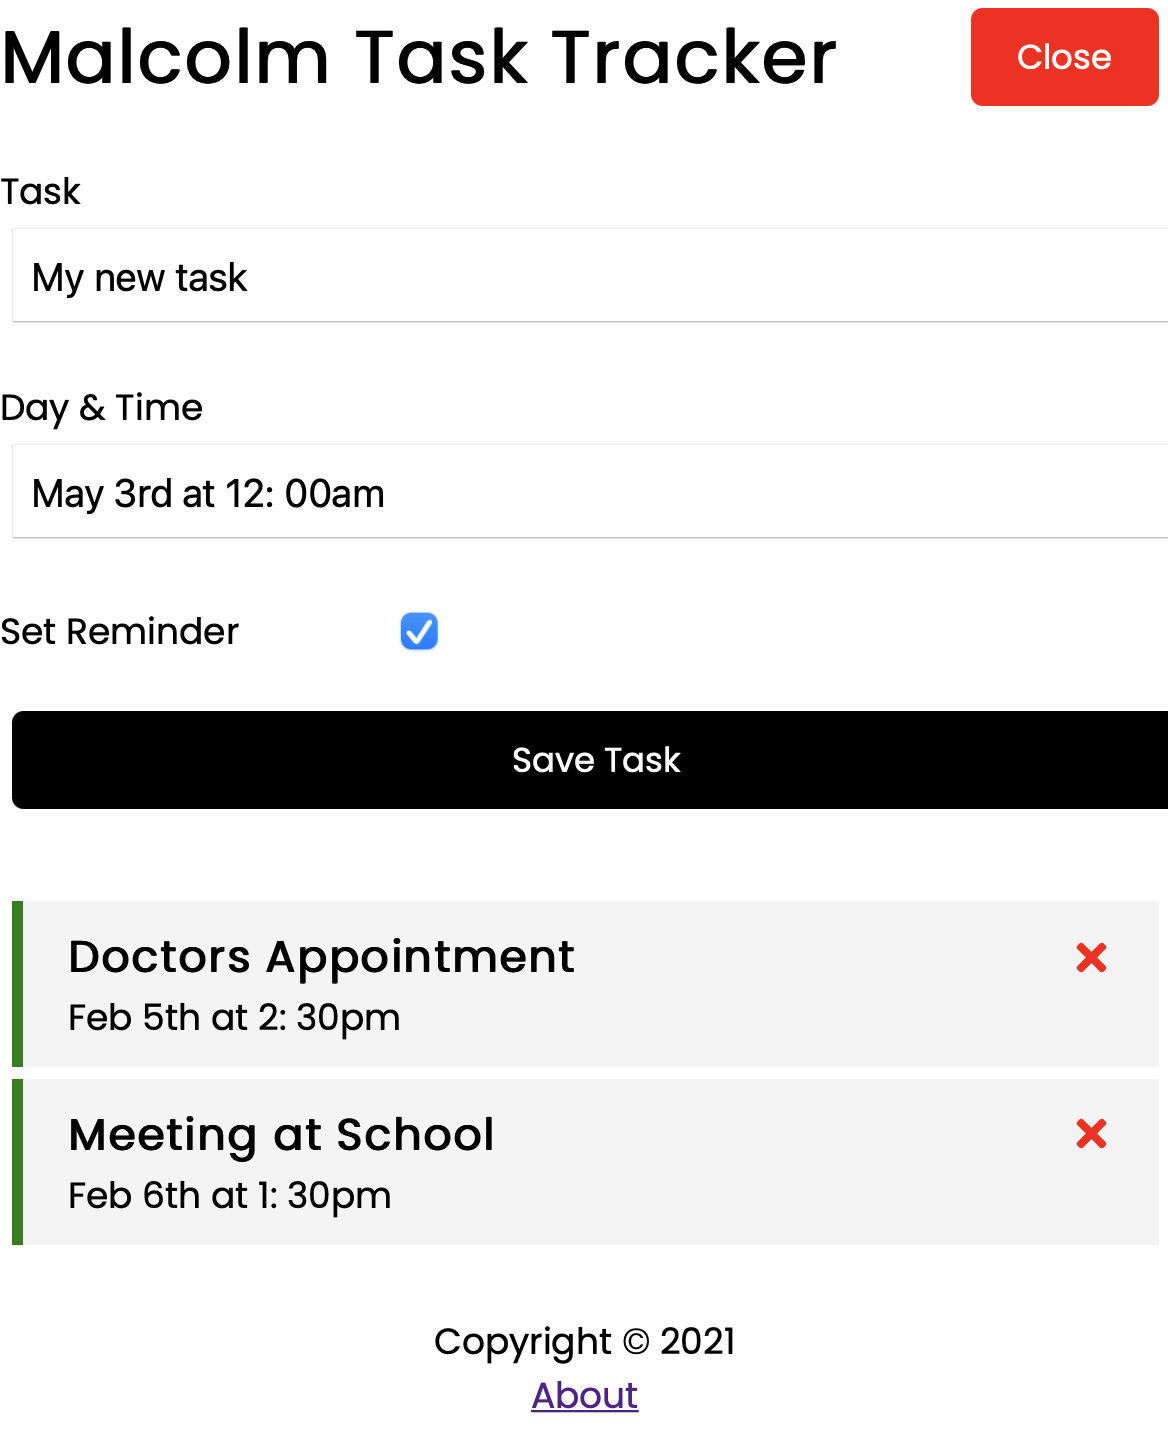 Malcolm Task Tracker
Close
Task
My new task
Day & Time
May 3rd at 12: 00am
Set Reminder
Save Task
Doctors Appointment
Feb 5th at 2: 30pm
Meeting at School
Feb 6th at 1: 30pm
Copyright © 2021
About